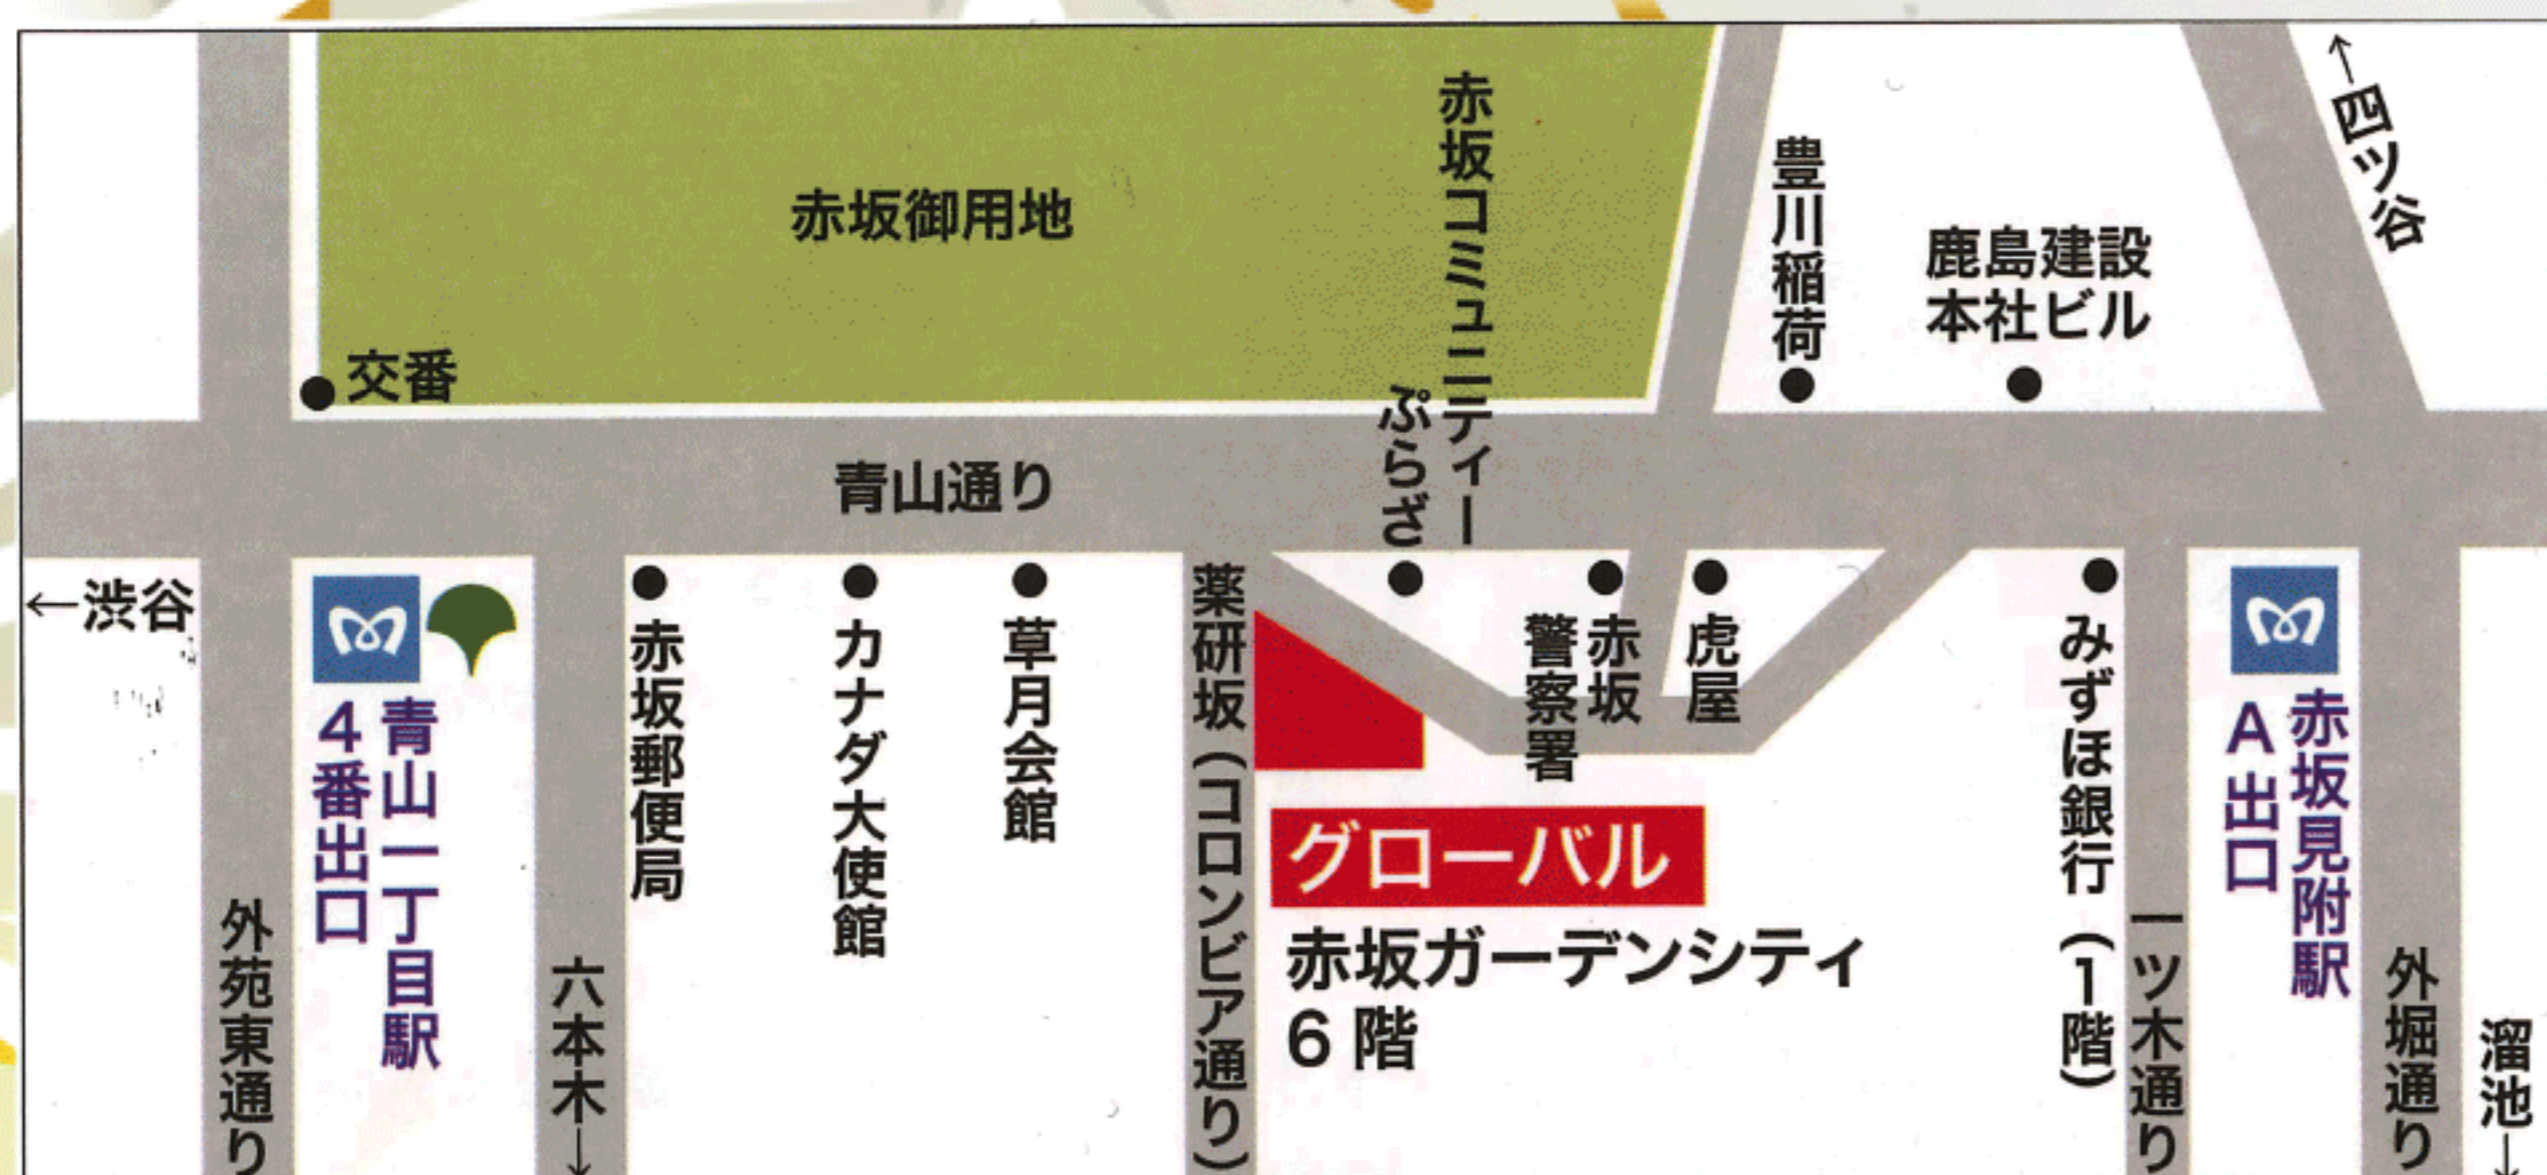 赤坂御用地
赤坂コミュニティー
ぷらざ
豊川稲荷
鹿島建設
本社ビル
↑四ツ谷
交番
青山通り
←渋谷
青山一丁目駅
4番出口
外苑東通り
六本木→
赤坂郵便局
カナダ大使館
草月会館
薬研坂(コロンビア通り)
赤坂
警察署
虎屋
グローバル
赤坂ガーデンシティ
6階
みずほ銀行(1階)
一ツ木通り
赤坂見附駅
A出口
外堀通り
溜池→